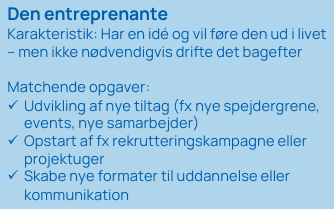 Den entreprenante
Karakteristik: Har en idé og vil føre den ud i livet
– men ikke nødvendigvis drifte det bagefter
Matchende opgaver:
✓ Udvikling af nye tiltag (fx nye spejdergrene,
events, nye samarbejder)
✓ Opstart af fx rekrutteringskampagne eller
projektuger
✓ Skabe nye formater til uddannelse eller
kommunikation